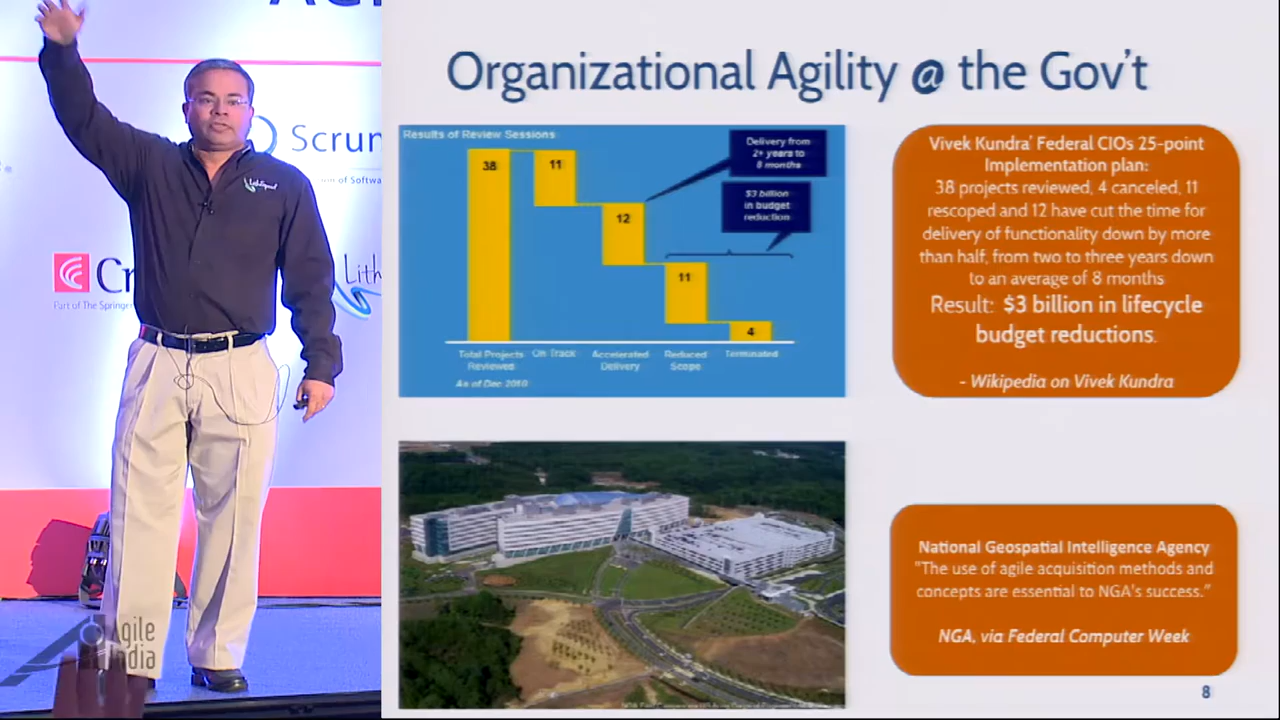 Organizational Agility @ the Gov't
Results of Review Sessions
Delivery from
2+ years to
8 months
$3 billion
in budget
reduction
38
11
12
11
4
Total Projects
Reviewed
On Track
Accelerated
Delivery
Reduced
Scope
Terminated
As of Dec 2010
Vivek Kundra' Federal CIOs 25-point
Implementation plan:
38 projects reviewed, 4 canceled, 11
rescoped and 12 have cut the time for
delivery of functionality down by more
than half, from two to three years down
to an average of 8 months
Result: $3 billion in lifecycle
budget reductions.
- Wikipedia on Vivek Kundra
National Geospatial Intelligence Agency
"The use of agile acquisition methods and
concepts are essential to NGA's success."
NGA, via Federal Computer Week
8
Scrum
Part of The Springer
Lith
Lithespeed
Agile
India